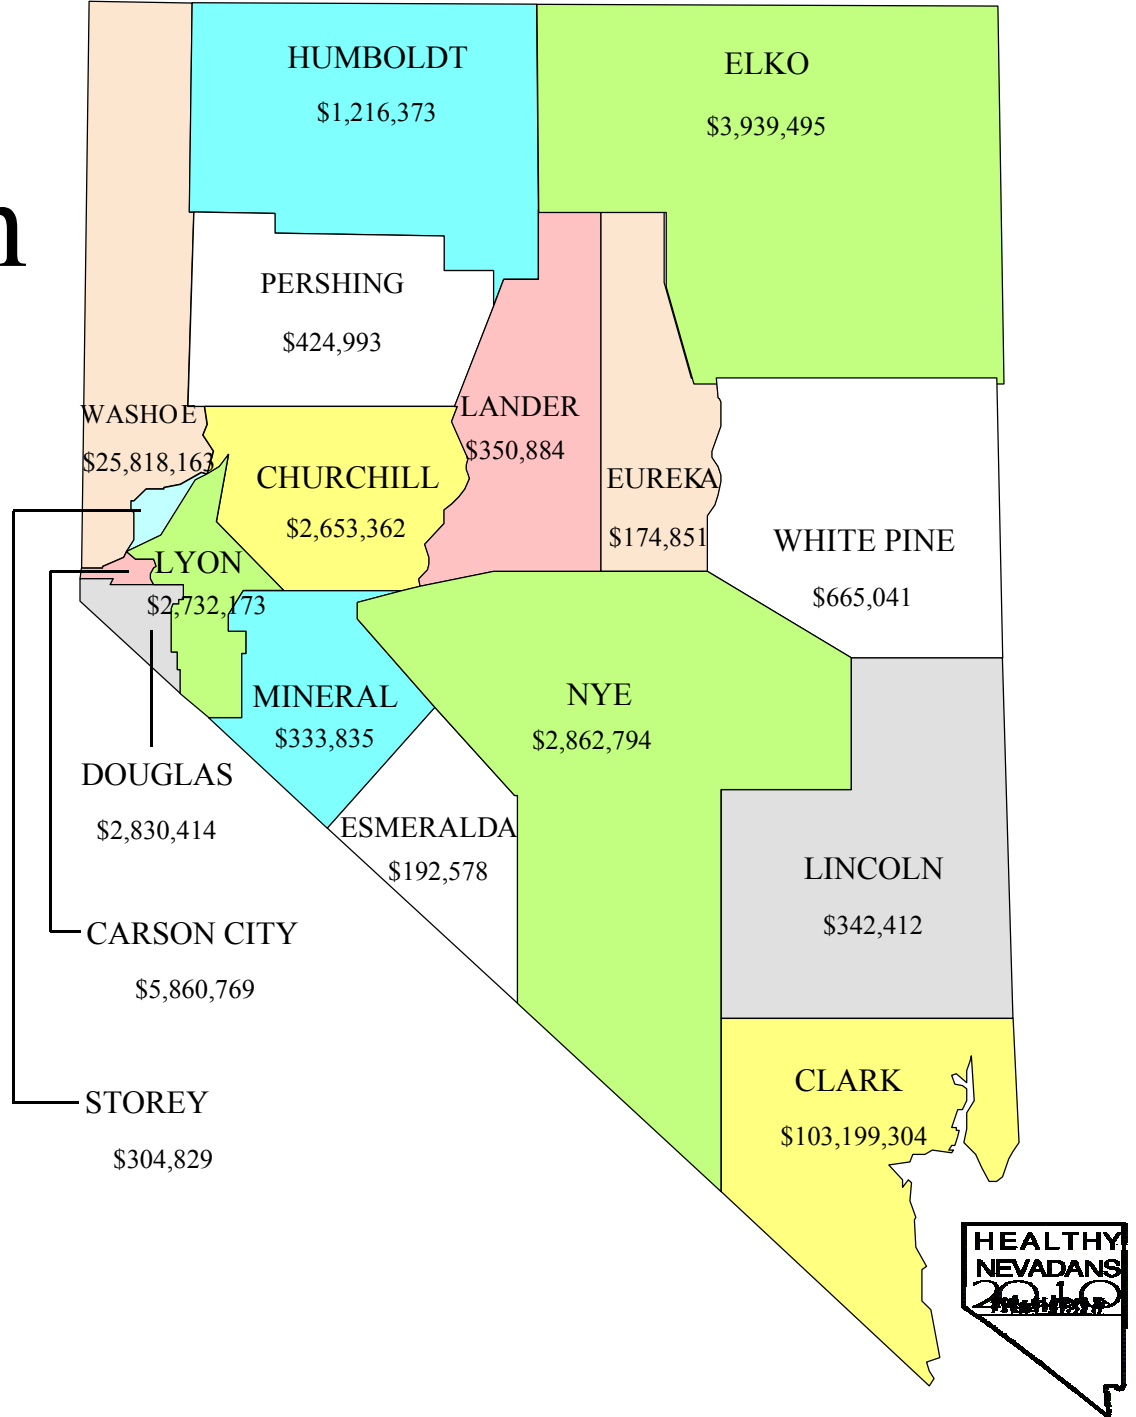 n
HUMBOLDT
$1,216,373
ELKO
$3,939,495
PERSHING
$424,993
WASHOE
$25,818,163
LANDER
$350,884
CHURCHILL
$2,653,362
EUREKA
$174,851
WHITE PINE
$665,041
LYON
$2,732,173
MINERAL
$333,835
NYE
$2,862,794
DOUGLAS
$2,830,414
ESMERALDA
$192,578
LINCOLN
$342,412
CARSON CITY
$5,860,769
CLARK
$103,199,304
STOREY
$304,829
HEALTHY
NEVADANS
2010